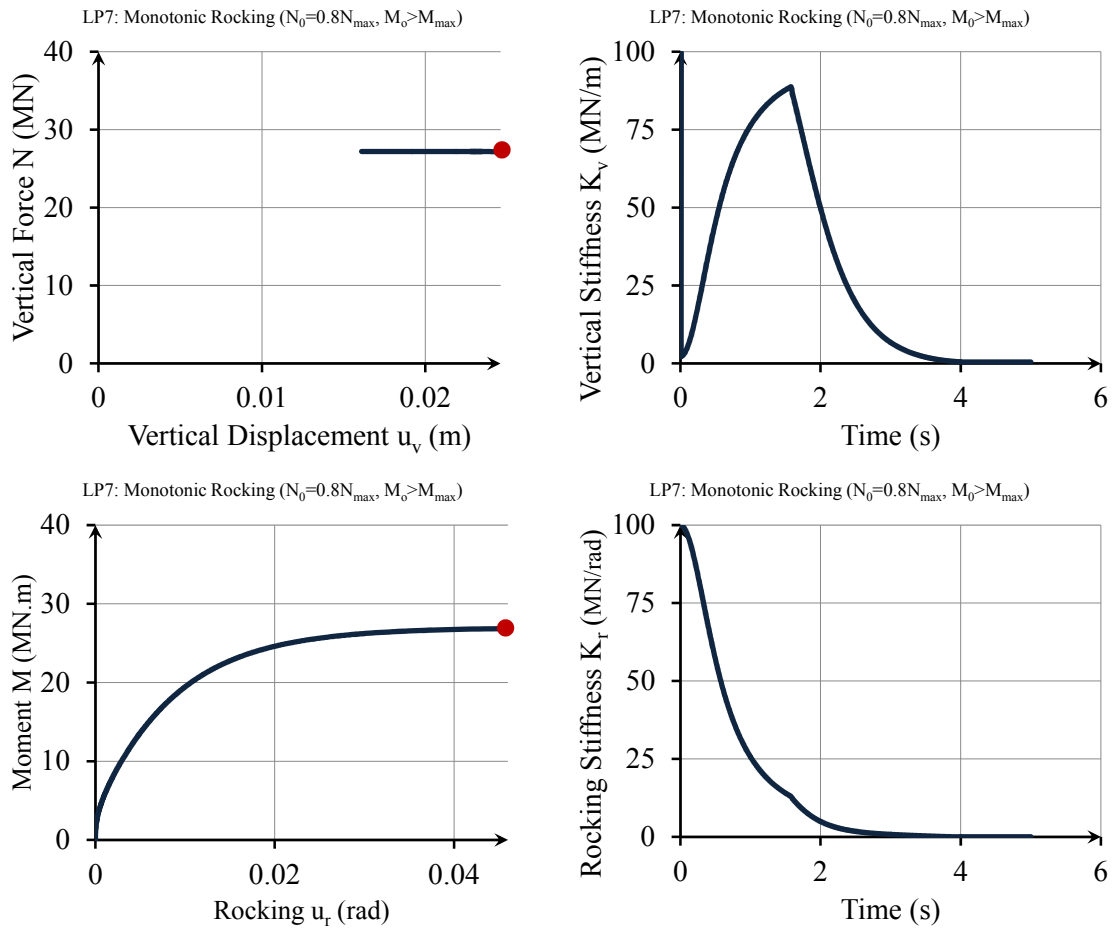 LP7: Monotonic Rocking (N₀=0.8Nₘₐₓ, Mₒ>Mₘₐₓ)
40
30
20
10
0
0
0.01
0.02
Vertical Force N (MN)
Vertical Displacement uᵥ (m)
LP7: Monotonic Rocking (N₀=0.8Nₘₐₓ, M₀>Mₘₐₓ)
100
75
50
25
0
0
2
4
6
Vertical Stiffness Kᵥ (MN/m)
Time (s)
LP7: Monotonic Rocking (N₀=0.8Nₘₐₓ, Mₒ>Mₘₐₓ)
40
30
20
10
0
0
0.02
0.04
Moment M (MN.m)
Rocking uᵣ (rad)
LP7: Monotonic Rocking (N₀=0.8Nₘₐₓ, M₀>Mₘₐₓ)
100
75
50
25
0
0
2
4
6
Rocking Stiffness Kᵣ (MN/rad)
Time (s)